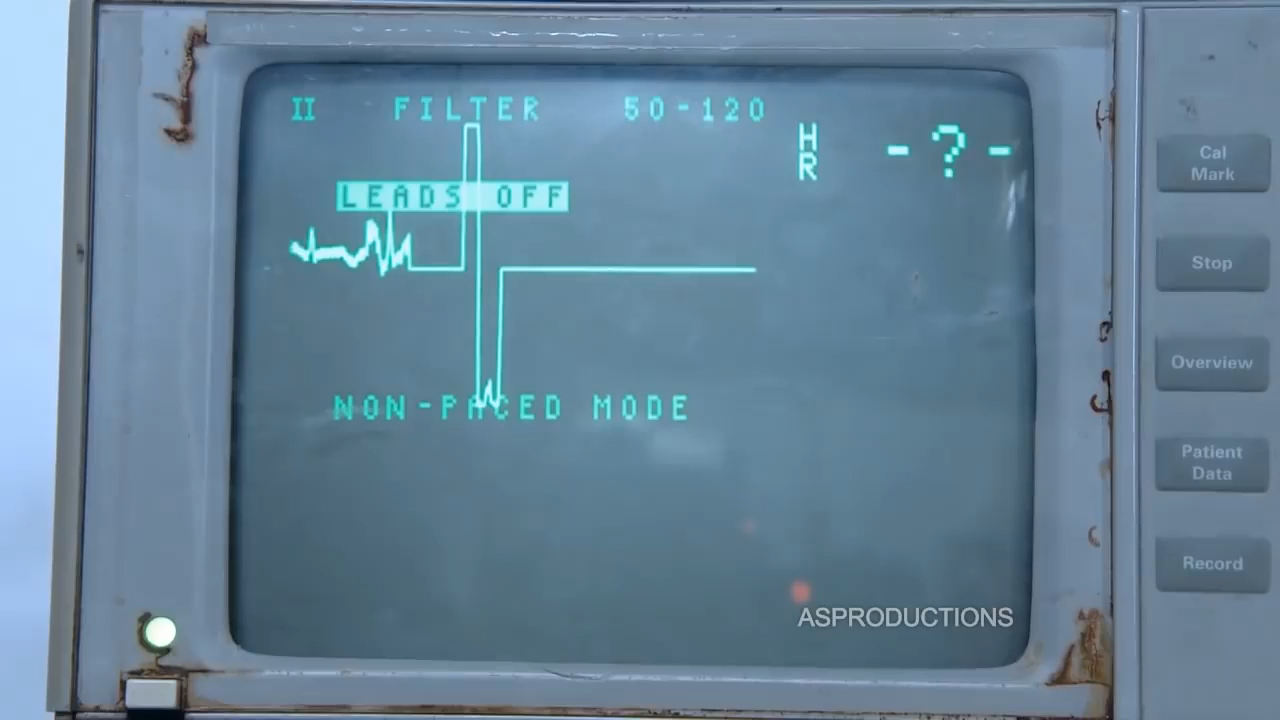 II FILTER 50-120
HR -?-
LEADS OFF
NON-PACED MODE
Cal
Mark
Stop
Overview
Patient
Data
Record
ASPRODUCTIONS